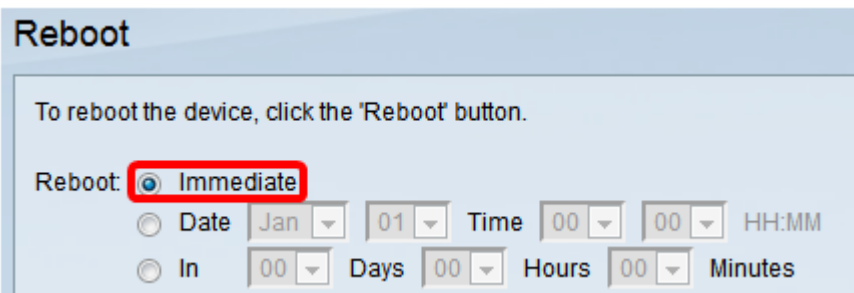 Reboot
To reboot the device, click the 'Reboot' button.
Reboot: Immediate
Date Jan 01 Time 00 00 HH:MM
In 00 Days 00 Hours 00 Minutes